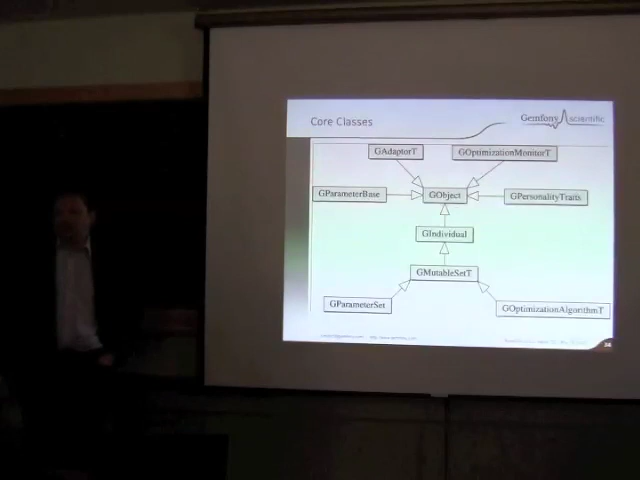 Core Classes
Gemfony scientific
GAdaptorT
GOptimizationMonitorT
GParameterBase
GObject
GPersonalityTraits
GIndividual
GMutableSetT
GParameterSet
GOptimizationAlgorithmT